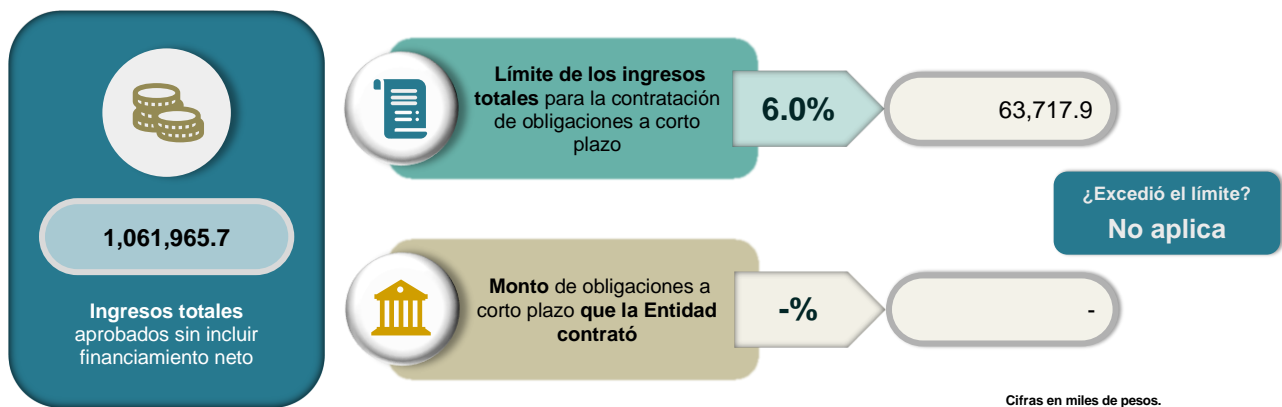 1,061,965.7
Ingresos totales
aprobados sin incluir
financiamiento neto
Límite de los ingresos
totales para la contratación
de obligaciones a corto
plazo
6.0%
63,717.9
¿Excedió el límite?
No aplica
Monto de obligaciones a
corto plazo que la Entidad
contrató
-%
-
Cifras en miles de pesos.